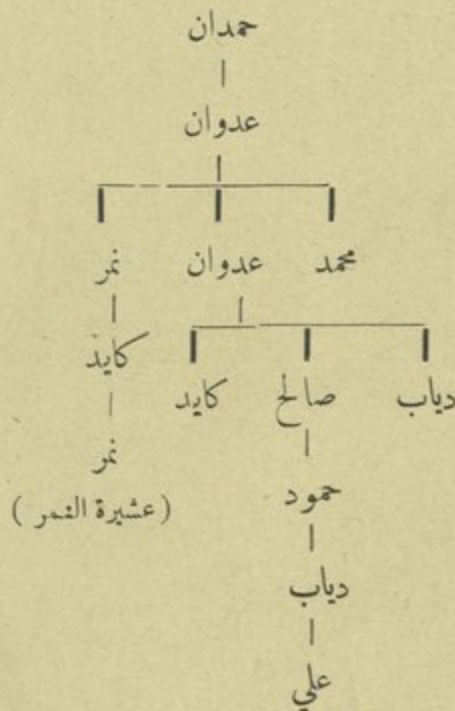 حمدان
عدوان
محمد عدوان نمر
كايد
دياب صالح كايد
نمر
(عشيرة النمر)
حمود
دياب
علي